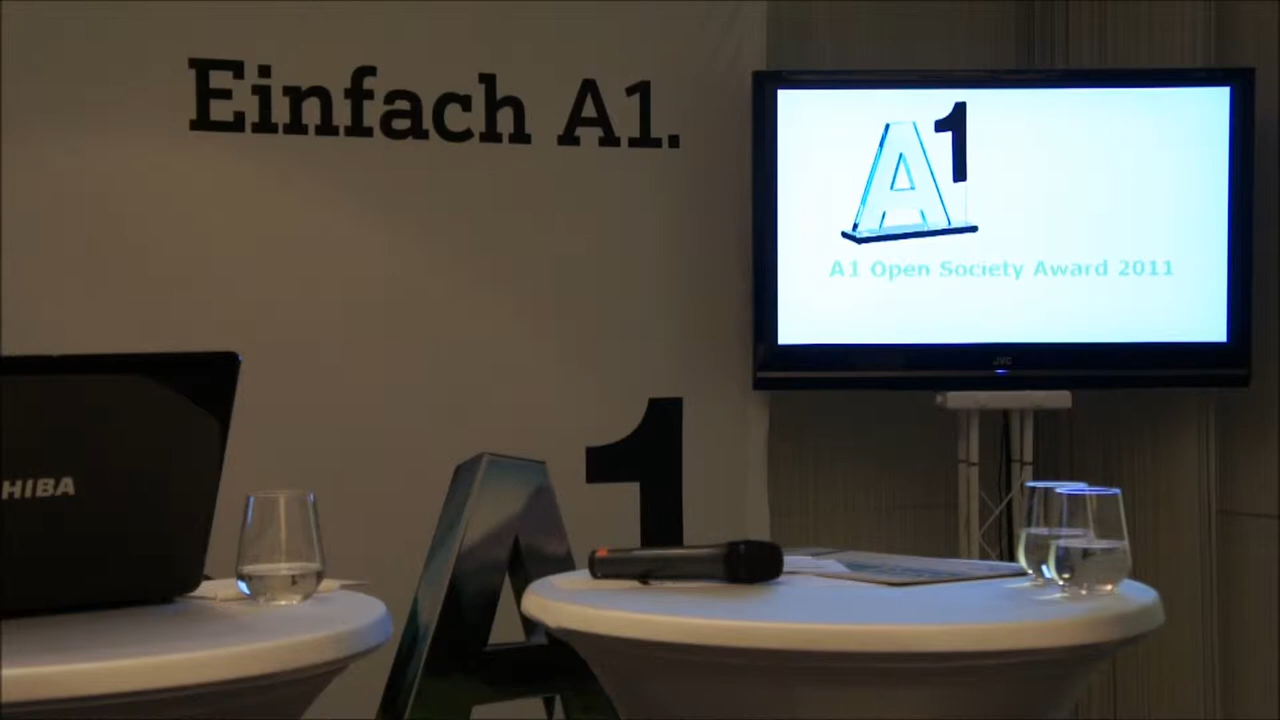 Einfach A1.
A1
A1 Open Society Award 2011
JVC
HIBA
A1